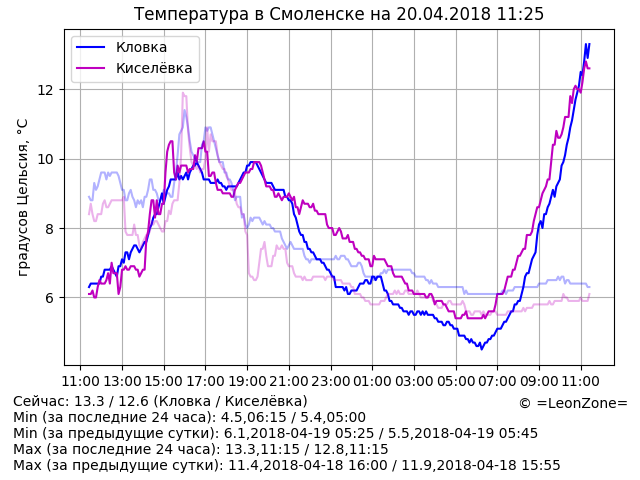 Температура в Смоленске на 20.04.2018 11:25
Кловка
Киселёвка
градусов Цельсия, °C
12
10
8
6
11:00 13:00 15:00 17:00 19:00 21:00 23:00 01:00 03:00 05:00 07:00 09:00 11:00
Сейчас: 13.3 / 12.6 (Кловка / Киселёвка)
© =LeonZone=
Min (за последние 24 часа): 4.5,06:15 / 5.4,05:00
Min (за предыдущие сутки): 6.1,2018-04-19 05:25 / 5.5,2018-04-19 05:45
Max (за последние 24 часа): 13.3,11:15 / 12.8,11:15
Max (за предыдущие сутки): 11.4,2018-04-18 16:00 / 11.9,2018-04-18 15:55